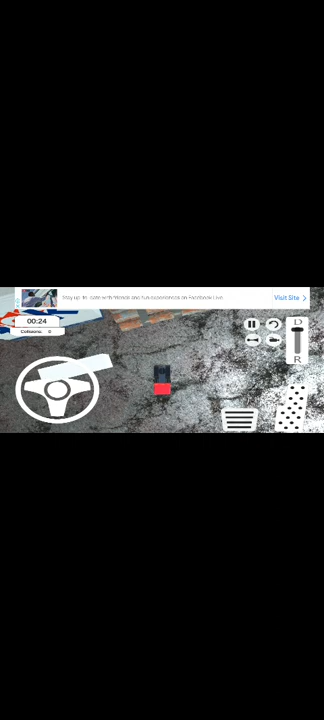 Stay up to date with friends and fun experiences on Facebook Live.
Visit Site
00:24
Collisions: 0
D
R